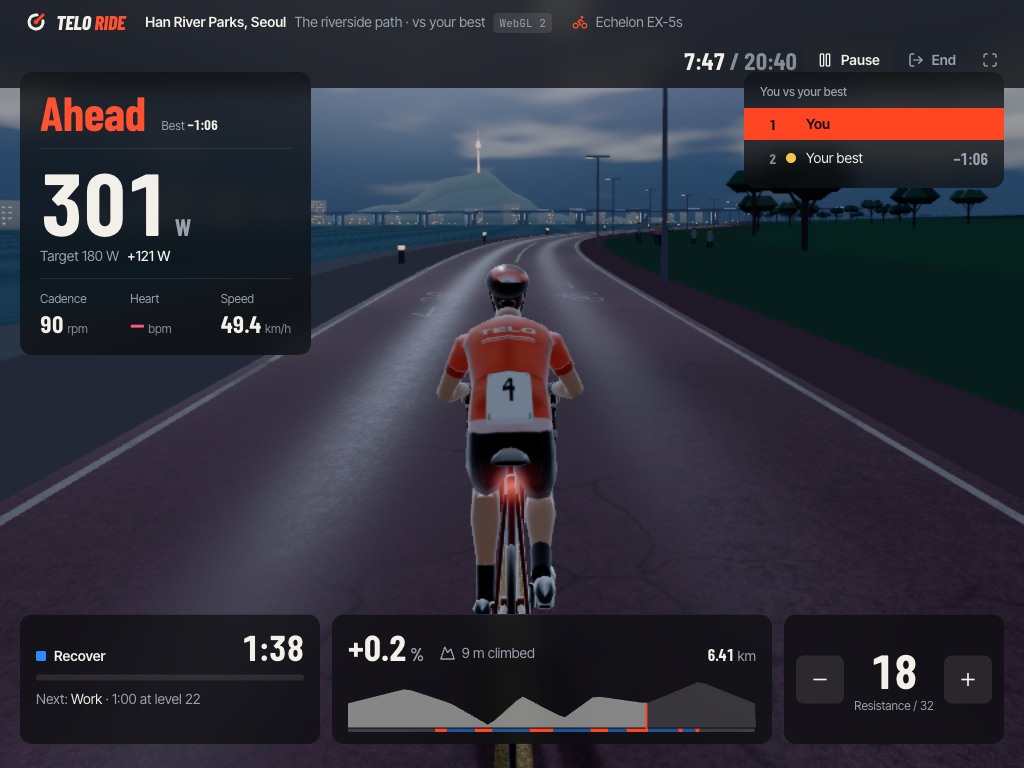 TELO RIDE Han River Parks, Seoul The riverside path · vs your best WebGL 2 Echelon EX-5s
7:47 / 20:40 Pause End
Ahead Best −1:06
301 W
Target 180 W +121 W
Cadence Heart Speed
90 rpm — bpm 49.4 km/h
You vs your best
1 You
2 Your best −1:06
TELO
4
Recover 1:38
Next: Work · 1:00 at level 22
+0.2 % 9 m climbed 6.41 km
− 18 +
Resistance / 32